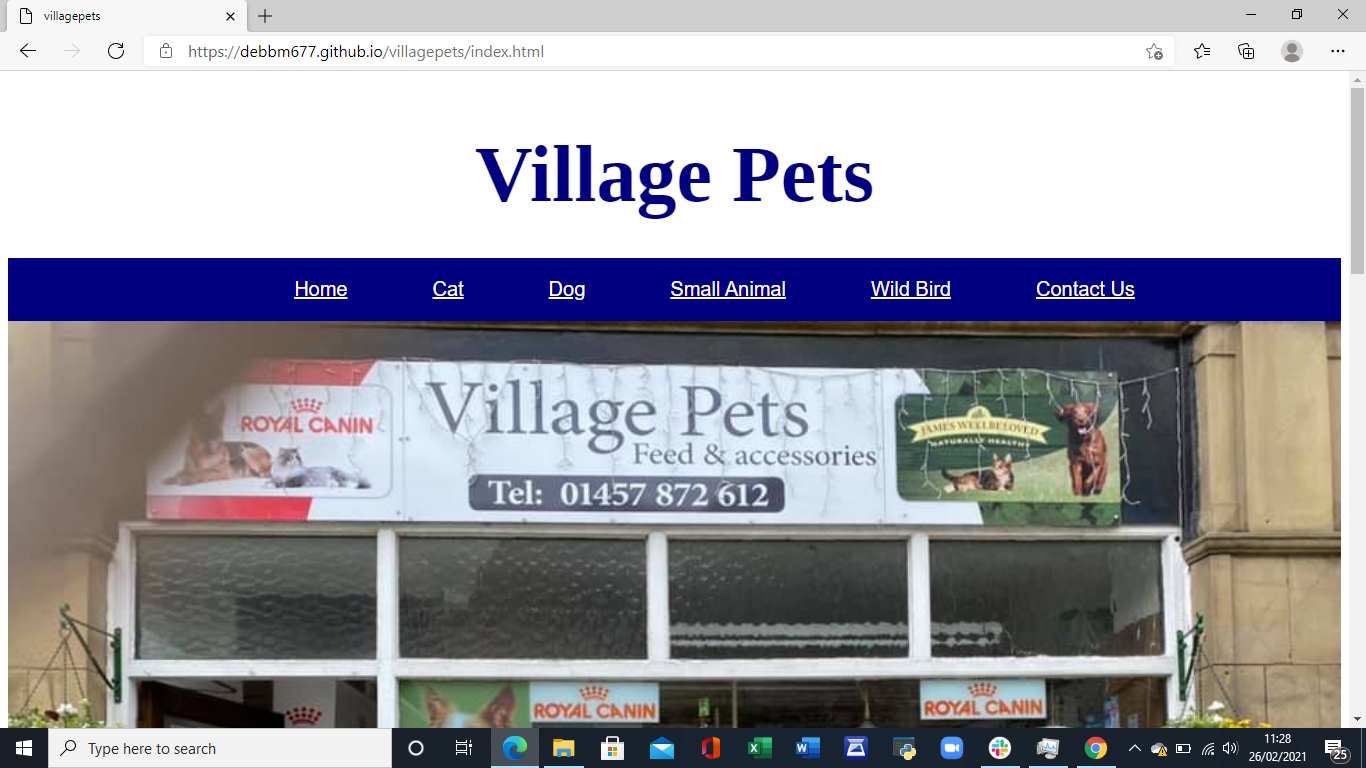 villagepets
https://debbm677.github.io/villagepets/index.html
Village Pets
Home Cat Dog Small Animal Wild Bird Contact Us
ROYAL CANIN
Village Pets
Feed & accessories
Tel: 01457 872 612
JAMES WELLBELOVED
NATURALLY HEALTHY
ROYAL CANIN
ROYAL CANIN
Type here to search
11:28
26/02/2021
25